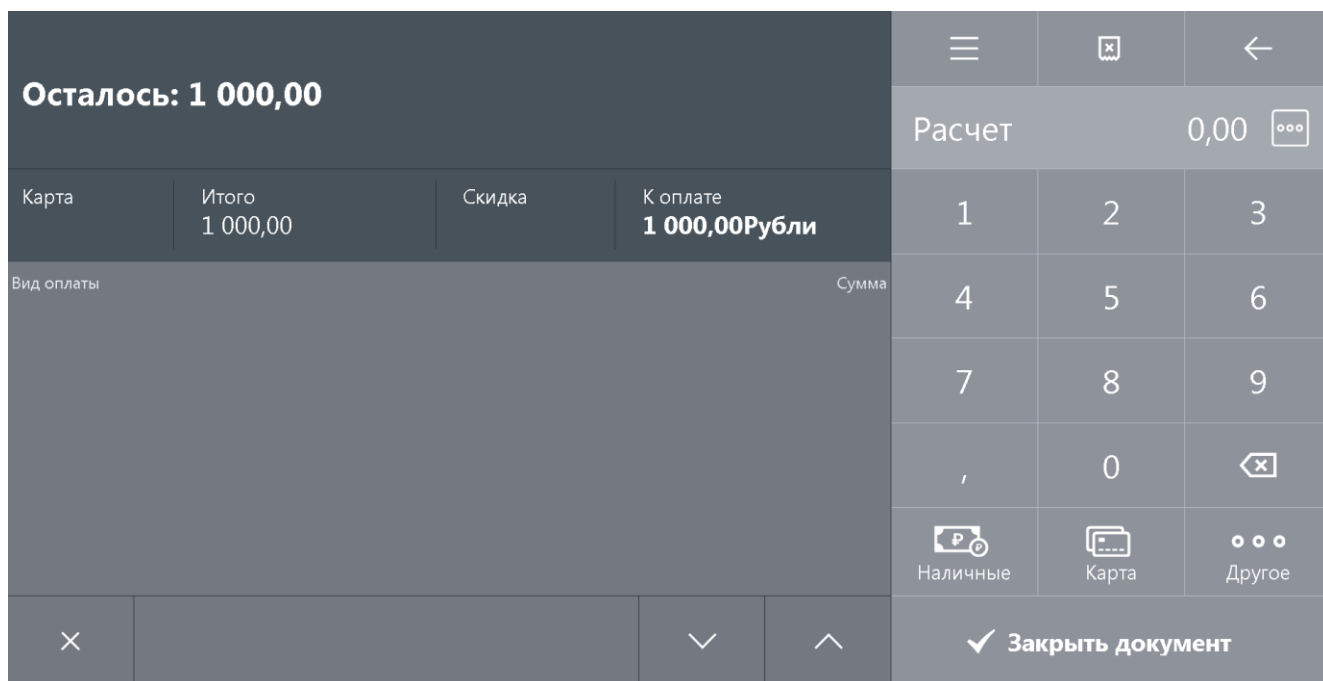 Осталось: 1 000,00
Карта Итого Скидка К оплате
1 000,00 1 000,00Рубли
Вид оплаты Сумма
Расчет 0,00
1 2 3
4 5 6
7 8 9
, 0
Наличные Карта Другое
Закрыть документ